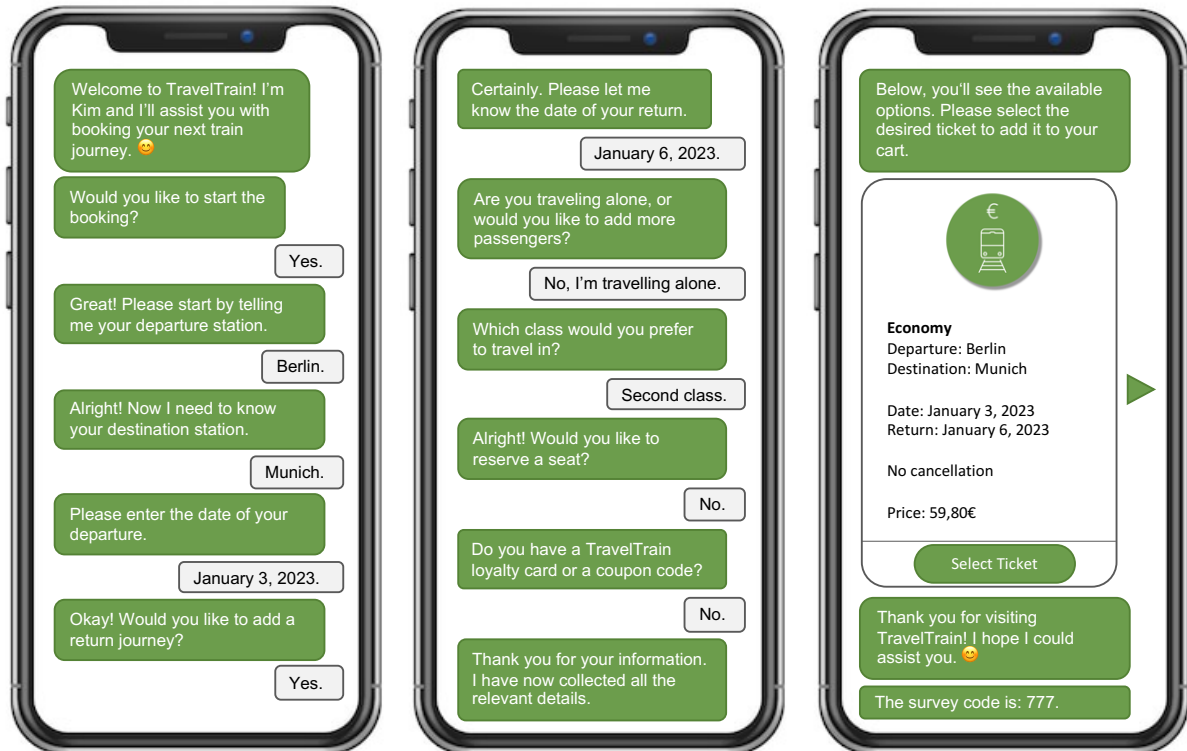 Welcome to TravelTrain! I'm
Kim and I'll assist you with
booking your next train
journey. 😊
Would you like to start the
booking?
Yes.
Great! Please start by telling
me your departure station.
Berlin.
Alright! Now I need to know
your destination station.
Munich.
Please enter the date of your
departure.
January 3, 2023.
Okay! Would you like to add a
return journey?
Yes.
Certainly. Please let me
know the date of your return.
January 6, 2023.
Are you traveling alone, or
would you like to add more
passengers?
No, I'm travelling alone.
Which class would you prefer
to travel in?
Second class.
Alright! Would you like to
reserve a seat?
No.
Do you have a TravelTrain
loyalty card or a coupon code?
No.
Thank you for your information.
I have now collected all the
relevant details.
Below, you'll see the available
options. Please select the
desired ticket to add it to your
cart.
€
Economy
Departure: Berlin
Destination: Munich
Date: January 3, 2023
Return: January 6, 2023
No cancellation
Price: 59,80€
Select Ticket
Thank you for visiting
TravelTrain! I hope I could
assist you. 😊
The survey code is: 777.